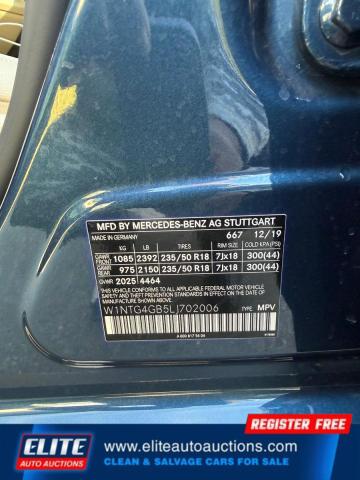 MFD BY MERCEDES-BENZ AG STUTTGART
MADE IN GERMANY 667 12/19
KG LB TIRES RIM SIZE COLD KPA (PSI)
GAWR FRONT 1085 2392 235/50 R18 7Jx18 300(44)
GAWR REAR 975 2150 235/50 R18 7Jx18 300(44)
GVWR 2025 4464
THIS VEHICLE CONFORMS TO ALL APPLICABLE FEDERAL
MOTOR VEHICLE SAFETY STANDARDS IN EFFECT ON THE
DATE OF MANUFACTURE SHOWN ABOVE.
W1NTG4GB5LJ702006 TYPE: MPV
REGISTER FREE
ELITE
AUTO AUCTIONS
www.eliteautoauctions.com
CLEAN & SALVAGE CARS FOR SALE